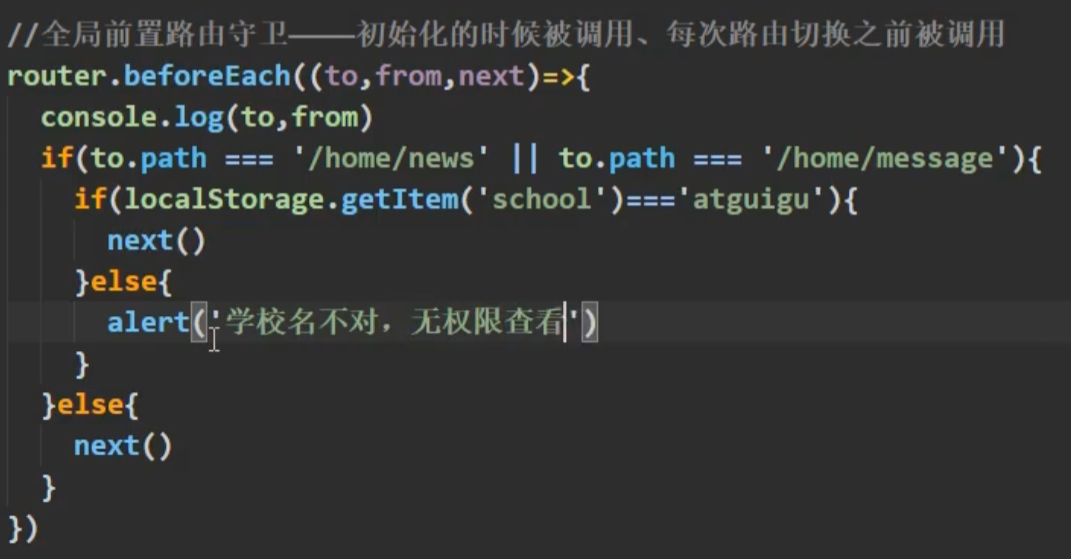 //全局前置路由守卫——初始化的时候被调用、每次路由切换之前被调用
router.beforeEach((to,from,next)=>{
  console.log(to,from)
  if(to.path === '/home/news' || to.path === '/home/message'){
    if(localStorage.getItem('school')==='atguigu'){
      next()
    }else{
      alert('学校名不对，无权限查看')
    }
  }else{
    next()
  }
})